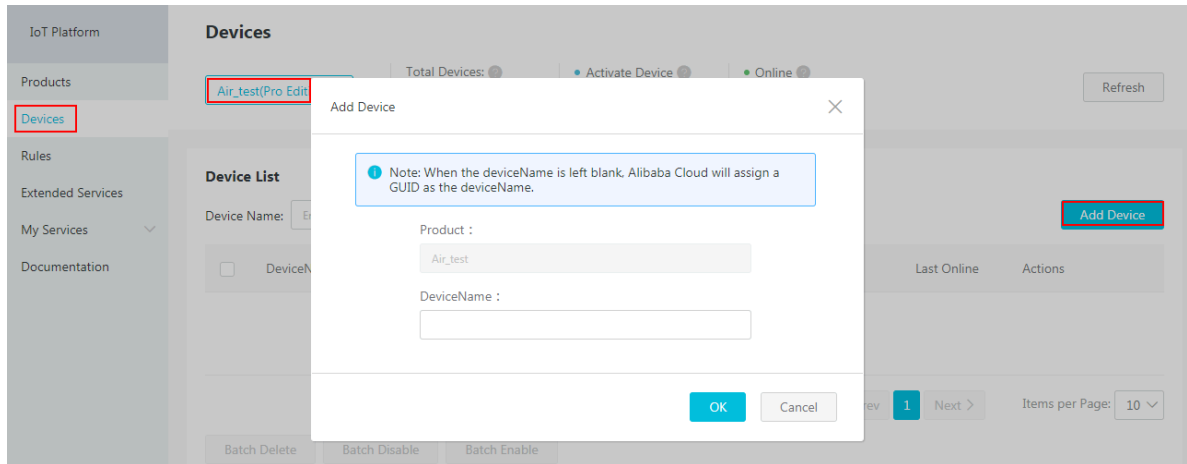 IoT Platform
Products
Devices
Rules
Extended Services
My Services
Documentation
Devices
Air_test(Pro Edit
Total Devices:
Activate Device
Online
Refresh
Add Device
Note: When the deviceName is left blank, Alibaba Cloud will assign a
GUID as the deviceName.
Product :
Air_test
DeviceName :
OK
Cancel
Device List
Device Name:
Add Device
DeviceN
Last Online
Actions
1
Next >
Items per Page:
10
Batch Delete
Batch Disable
Batch Enable